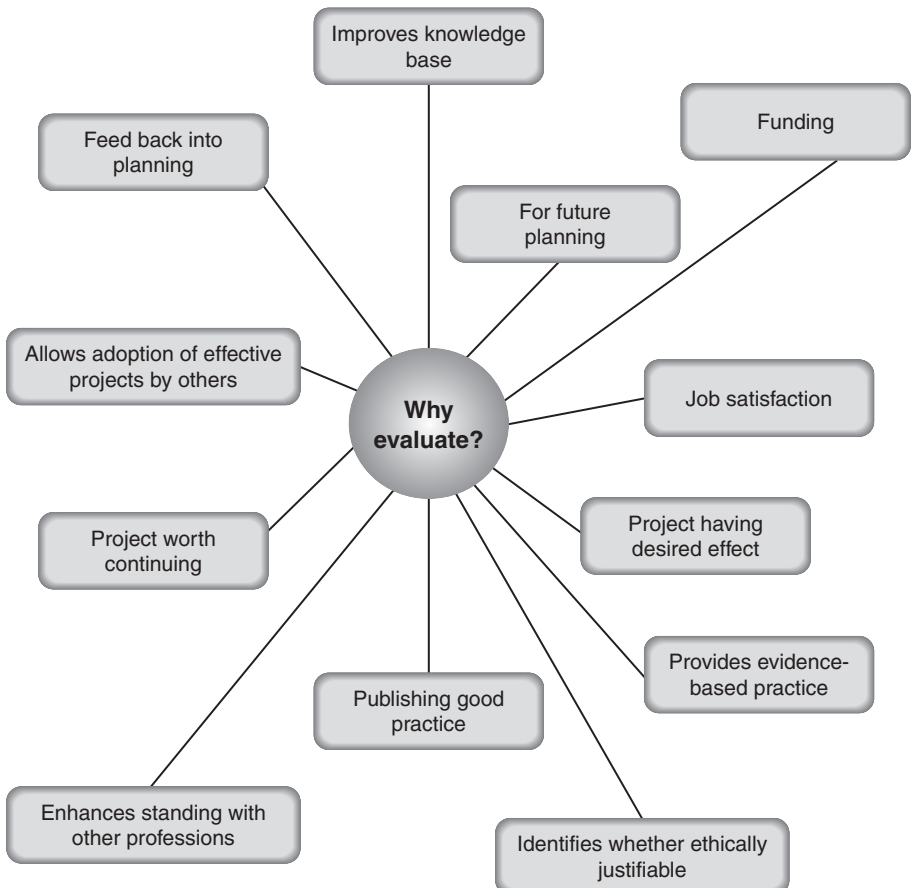 Improves knowledge
base
Funding
Feed back into
planning
For future
planning
Allows adoption of effective
projects by others
Why
evaluate?
Job satisfaction
Project worth
continuing
Project having
desired effect
Provides evidence-
based practice
Publishing good
practice
Enhances standing with
other professions
Identifies whether ethically
justifiable